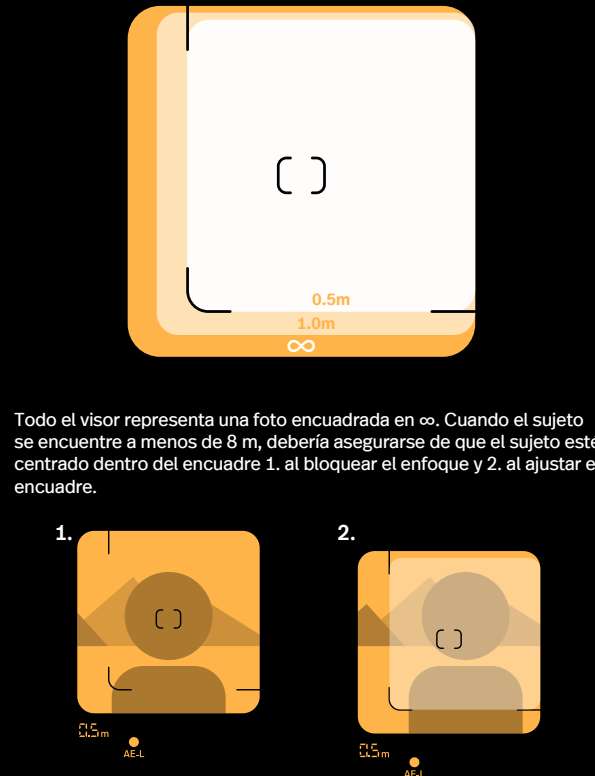 0.5m
1.0m
∞
Todo el visor representa una foto encuadrada en ∞. Cuando el sujeto
se encuentre a menos de 8 m, debería asegurarse de que el sujeto esté
centrado dentro del encuadre 1. al bloquear el enfoque y 2. al ajustar e
encuadre.
1.
2.
0.5m
AE-L
0.5m
AE-L